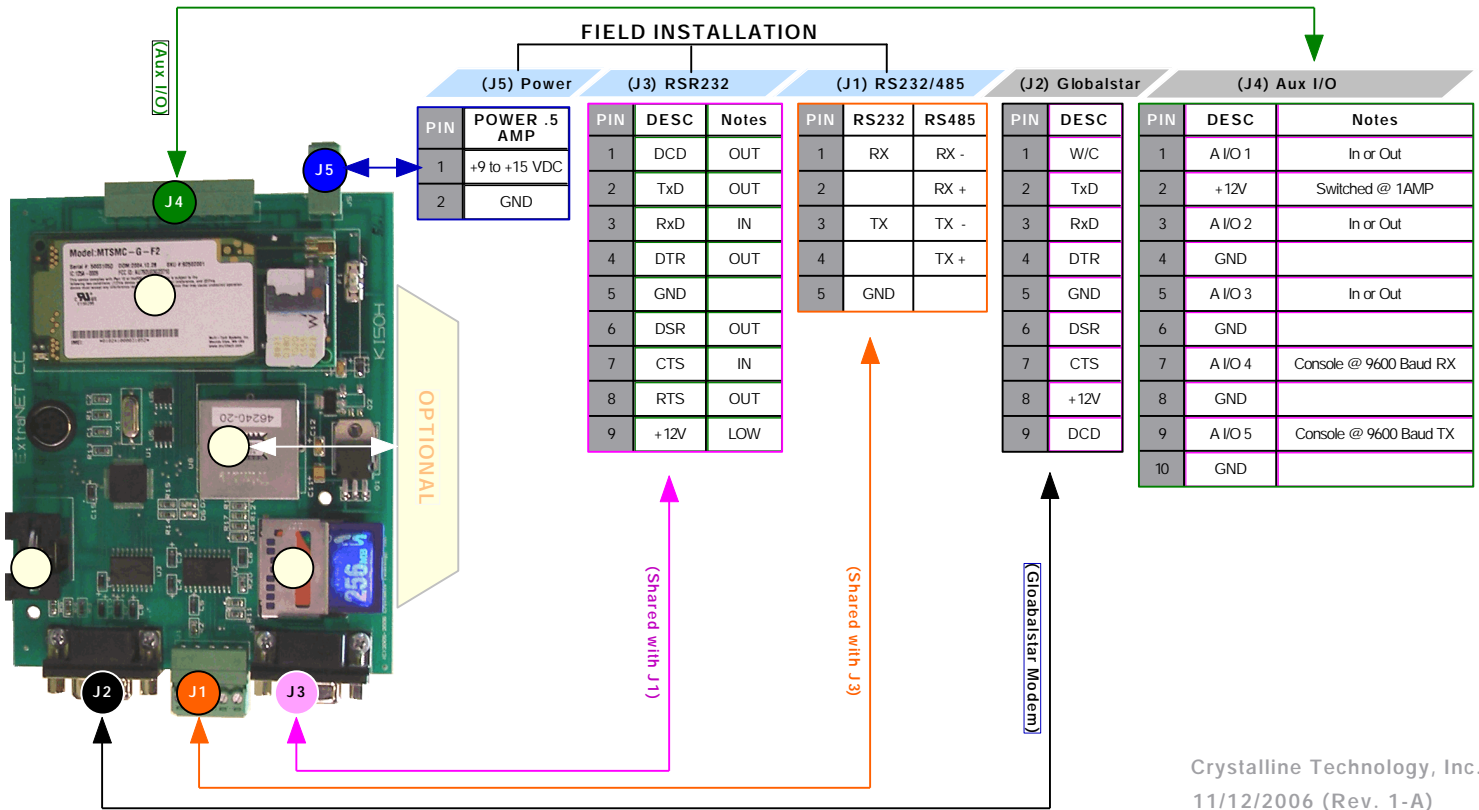 FIELD INSTALLATION
(Aux I/O)
(J5) Power
(J3) RSR232
(J1) RS232/485
(J2) Globalstar
(J4) Aux I/O
PIN POWER .5 AMP
1 +9 to +15 VDC
2 GND
PIN DESC Notes
1 DCD OUT
2 TxD OUT
3 RxD IN
4 DTR OUT
5 GND
6 DSR OUT
7 CTS IN
8 RTS OUT
9 +12V LOW
PIN RS232 RS485
1 RX RX -
2 RX +
3 TX TX -
4 TX +
5 GND
PIN DESC
1 W/C
2 TxD
3 RxD
4 DTR
5 GND
6 DSR
7 CTS
8 +12V
9 DCD
PIN DESC Notes
1 A I/O 1 In or Out
2 +12V Switched @ 1AMP
3 A I/O 2 In or Out
4 GND
5 A I/O 3 In or Out
6 GND
7 A I/O 4 Console @ 9600 Baud RX
8 GND
9 A I/O 5 Console @ 9600 Baud TX
10 GND
J4
J5
Model:MTSMC-G-F2
K150H
ExtraNET CC
46240-20
OPTIONAL
256MB
J2
J1
J3
(Shared with J1)
(Shared with J3)
(Gloabalstar Modem)
Crystalline Technology, Inc.
11/12/2006 (Rev. 1-A)